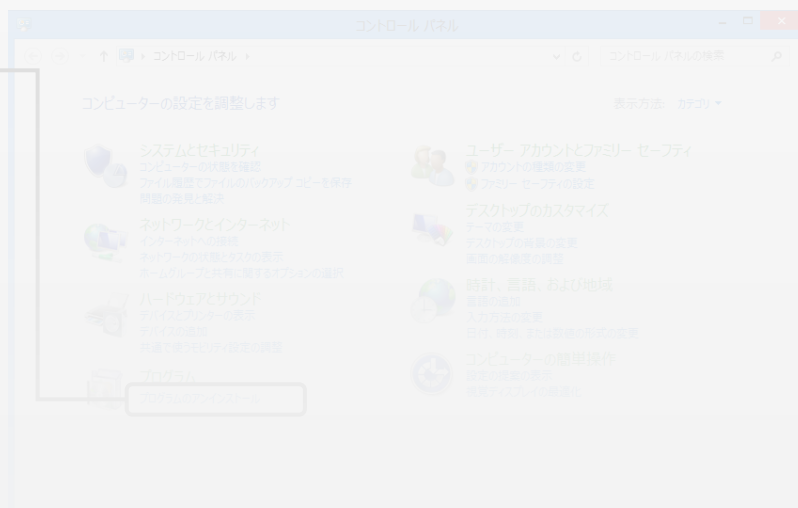 コントロール パネル
コントロール パネル
コントロール パネルの検索
コンピューターの設定を調整します
表示方法: カテゴリ
システムとセキュリティ
コンピューターの状態を確認
ファイル履歴でファイルのバックアップ コピーを保存
問題の発見と解決
ネットワークとインターネット
インターネットへの接続
ネットワークの状態とタスクの表示
ホームグループと共有に関するオプションの選択
ハードウェアとサウンド
デバイスとプリンターの表示
デバイスの追加
共通で使うモビリティ設定の調整
プログラム
プログラムのアンインストール
ユーザー アカウントとファミリー セーフティ
アカウントの種類の変更
ファミリー セーフティの設定
デスクトップのカスタマイズ
テーマの変更
デスクトップの背景の変更
画面の解像度の調整
時計、言語、および地域
言語の追加
入力方法の変更
日付、時刻、または数値の形式の変更
コンピューターの簡単操作
設定の提案の表示
視覚ディスプレイの最適化